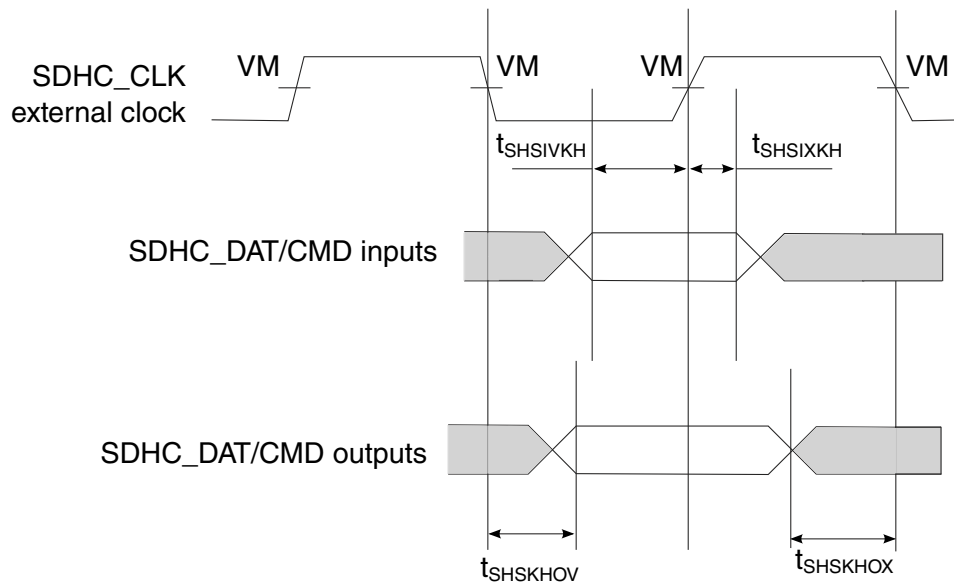 SDHC_CLK
external clock
VM
VM
VM
VM
tSHSIVKH
tSHSIXKH
SDHC_DAT/CMD inputs
SDHC_DAT/CMD outputs
tSHSKHOV
tSHSKHOX